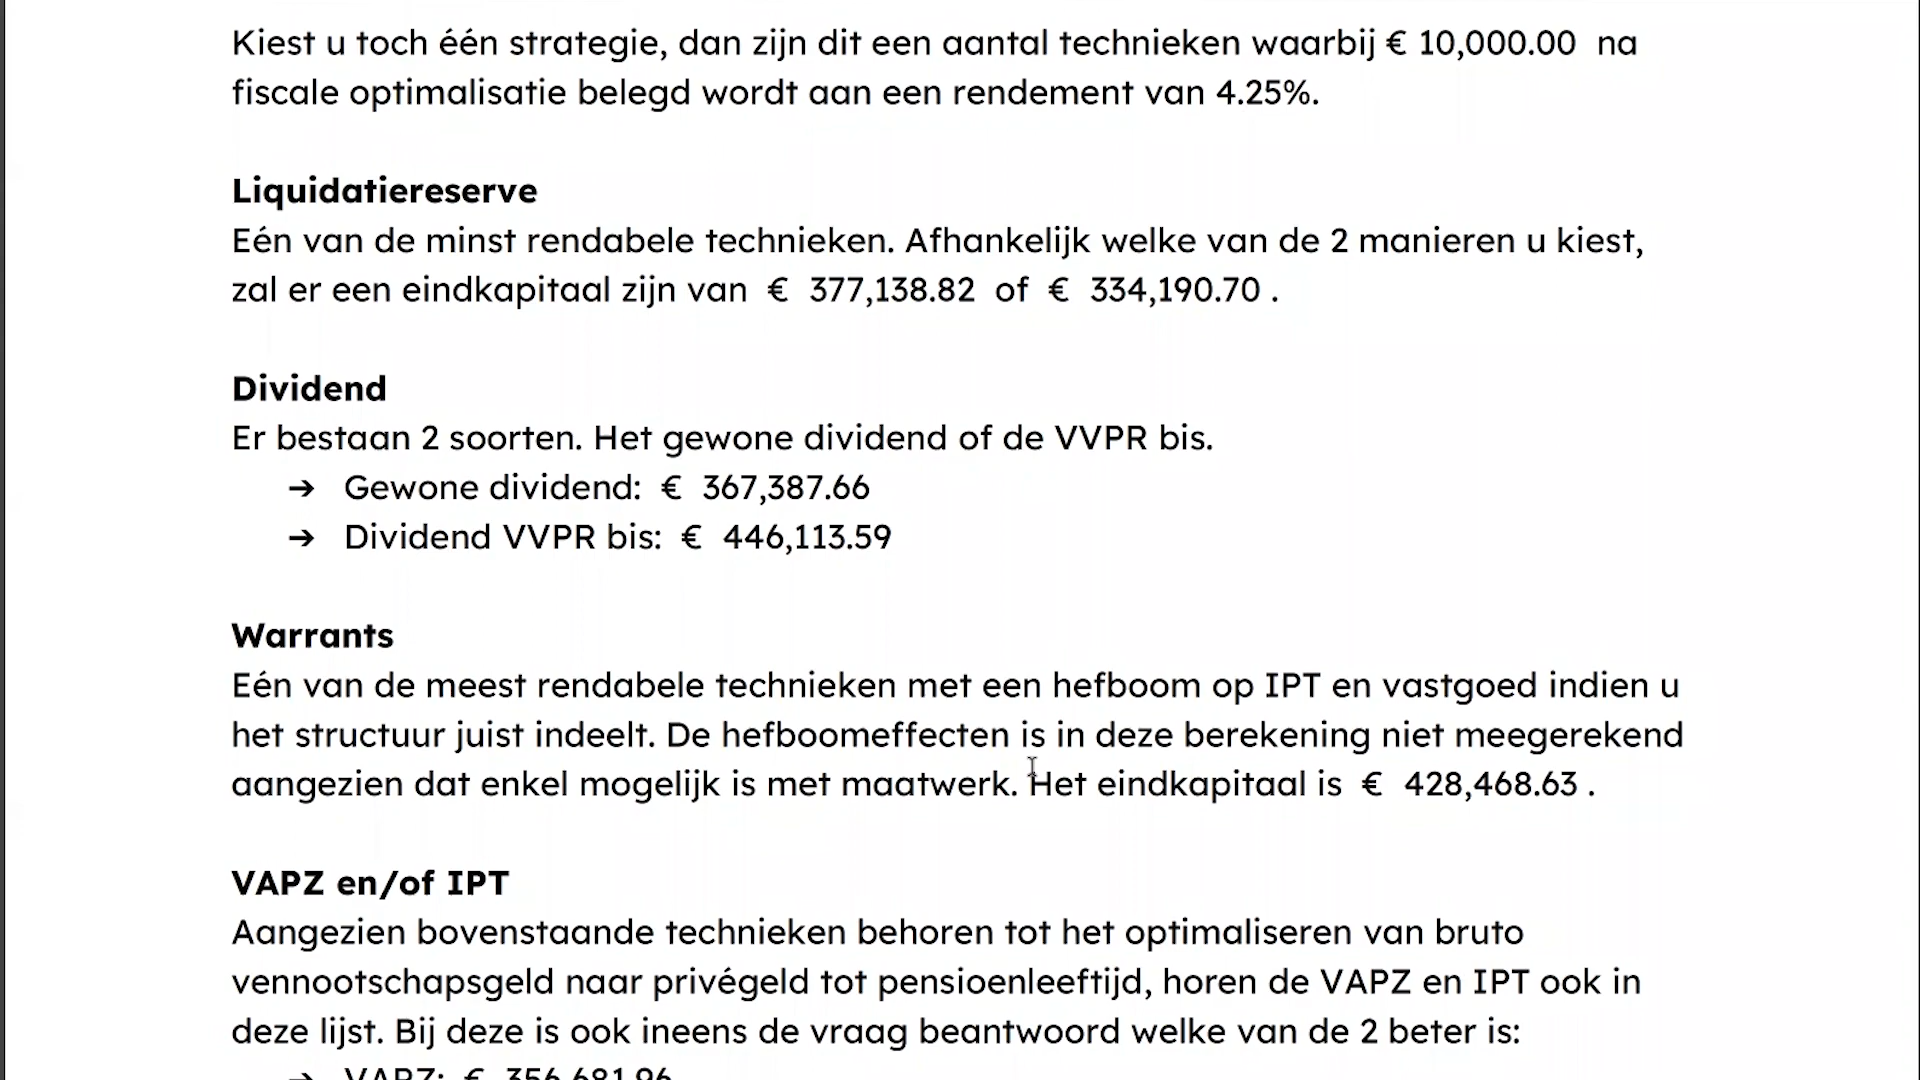 Kiest u toch één strategie, dan zijn dit een aantal technieken waarbij € 10,000.00 na
fiscale optimalisatie belegd wordt aan een rendement van 4.25%.
Liquidatiereserve
Eén van de minst rendabele technieken. Afhankelijk welke van de 2 manieren u kiest,
zal er een eindkapitaal zijn van € 377,138.82 of € 334,190.70 .
Dividend
Er bestaan 2 soorten. Het gewone dividend of de VVPR bis.
→ Gewone dividend: € 367,387.66
→ Dividend VVPR bis: € 446,113.59
Warrants
Eén van de meest rendabele technieken met een hefboom op IPT en vastgoed indien u
het structuur juist indeelt. De hefboomeffecten is in deze berekening niet meegerekend
aangezien dat enkel mogelijk is met maatwerk. Het eindkapitaal is € 428,468.63 .
VAPZ en/of IPT
Aangezien bovenstaande technieken behoren tot het optimaliseren van bruto
vennootschapsgeld naar privégeld tot pensioenleeftijd, horen de VAPZ en IPT ook in
deze lijst. Bij deze is ook ineens de vraag beantwoord welke van de 2 beter is:
→ VAPZ: € 356,681.96